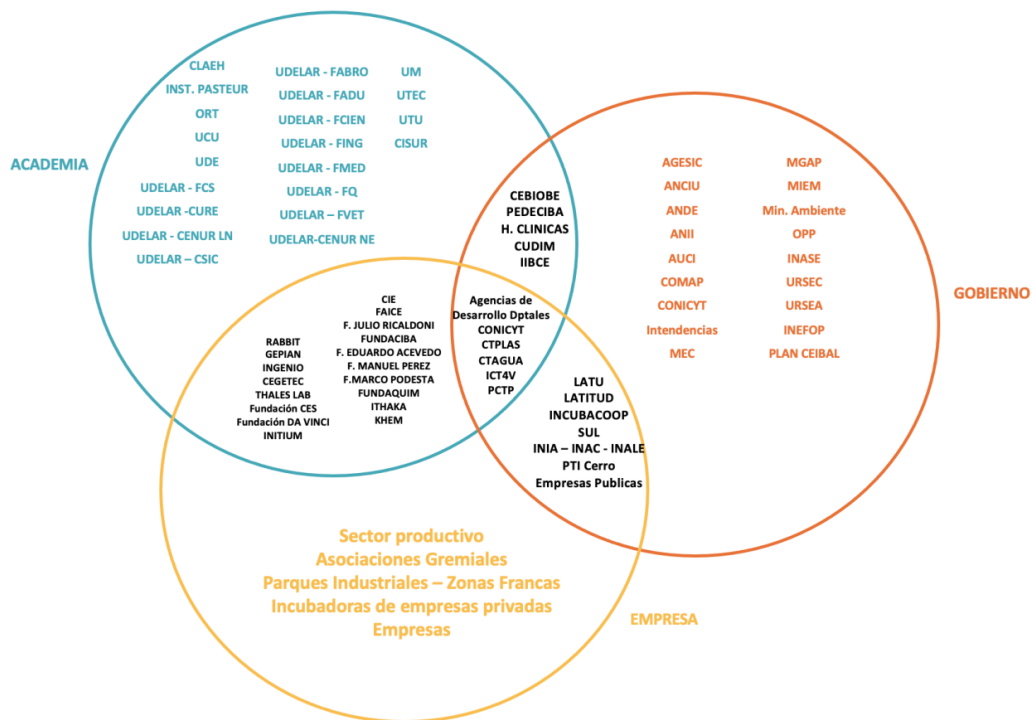 ACADEMIA
CLAEH
INST. PASTEUR
ORT
UCU
UDE
UDELAR - FCS
UDELAR -CURE
UDELAR - CENUR LN
UDELAR – CSIC
UDELAR - FABRO
UDELAR - FADU
UDELAR - FCIEN
UDELAR - FING
UDELAR - FMED
UDELAR - FQ
UDELAR – FVET
UDELAR-CENUR NE
UM
UTEC
UTU
CISUR
CEBIOBE
PEDECIBA
H. CLINICAS
CUDIM
IIBCE
AGESIC
ANCIU
ANDE
ANII
AUCI
COMAP
CONICYT
Intendencias
MEC
MGAP
MIEM
Min. Ambiente
OPP
INASE
URSEC
URSEA
INEFOP
PLAN CEIBAL
GOBIERNO
RABBIT
GEPIAN
INGENIO
CEGETEC
THALES LAB
Fundación CES
Fundación DA VINCI
INITIUM
CIE
FAICE
F. JULIO RICALDONI
FUNDACIBA
F. EDUARDO ACEVEDO
F. MANUEL PEREZ
F.MARCO PODESTA
FUNDAQUIM
ITHAKA
KHEM
Agencias de
Desarrollo Dptales
CONICYT
CTPLAS
CTAGUA
ICT4V
PCTP
LATU
LATITUD
INCUBACOOP
SUL
INIA – INAC - INALE
PTI Cerro
Empresas Publicas
Sector productivo
Asociaciones Gremiales
Parques Industriales – Zonas Francas
Incubadoras de empresas privadas
Empresas
EMPRESA